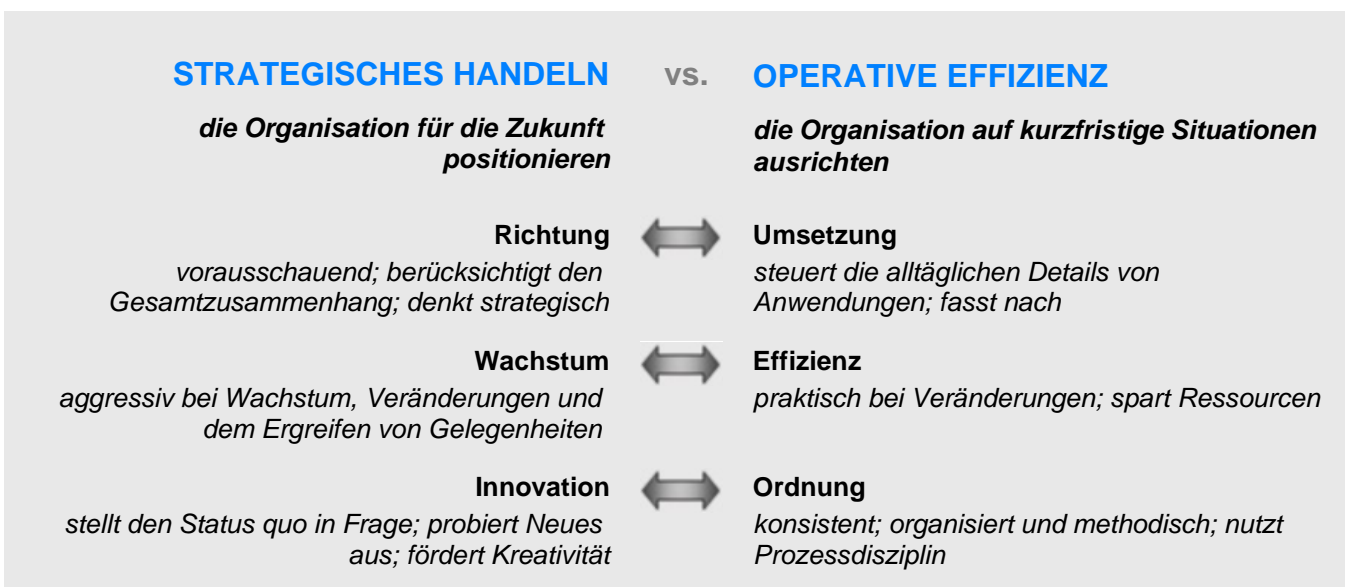 STRATEGISCHES HANDELN vs. OPERATIVE EFFIZIENZ
die Organisation für die Zukunft
positionieren
die Organisation auf kurzfristige Situationen
ausrichten
Richtung
vorausschauend; berücksichtigt den
Gesamtzusammenhang; denkt strategisch
Umsetzung
steuert die alltäglichen Details von
Anwendungen; fasst nach
Wachstum
aggressiv bei Wachstum, Veränderungen und
dem Ergreifen von Gelegenheiten
Effizienz
praktisch bei Veränderungen; spart Ressourcen
Innovation
stellt den Status quo in Frage; probiert Neues
aus; fördert Kreativität
Ordnung
konsistent; organisiert und methodisch; nutzt
Prozessdisziplin